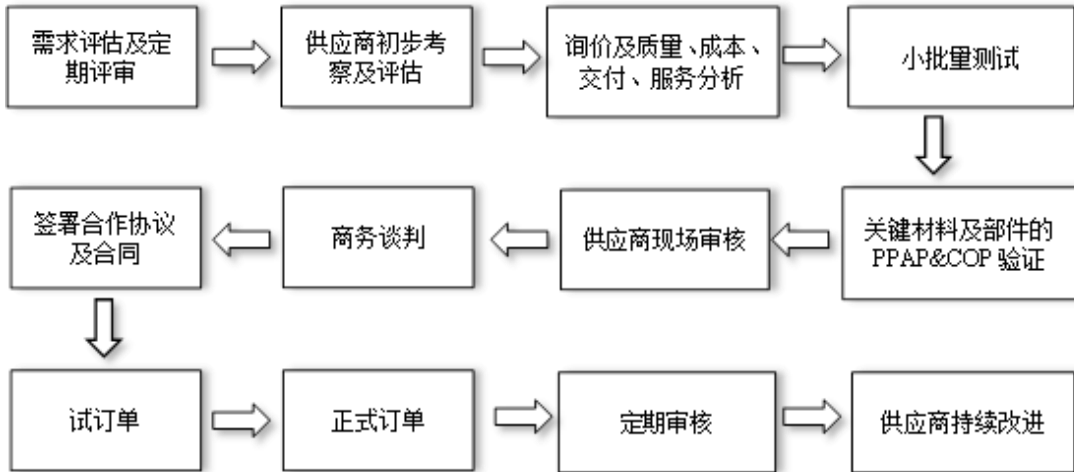 需求评估及定
期评审
供应商初步考
察及评估
询价及质量、成本、
交付、服务分析
小批量测试
关键材料及部件的
PPAP&COP 验证
供应商现场审核
商务谈判
签署合作协议
及合同
试订单
正式订单
定期审核
供应商持续改进